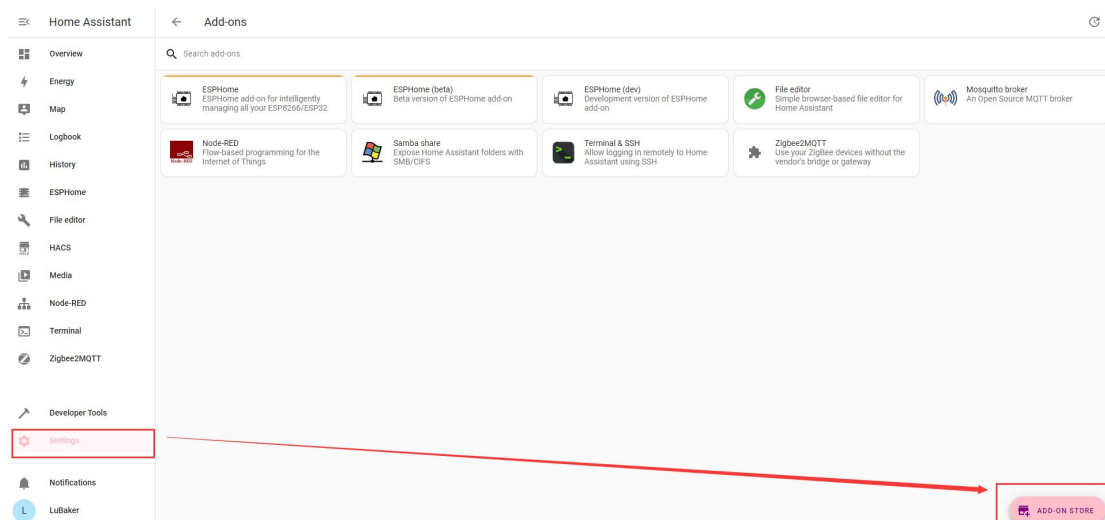 Home Assistant
Add-ons
Search add-ons
Overview
Energy
Map
Logbook
History
ESPHome
File editor
HACS
Media
Node-RED
Terminal
Zigbee2MQTT
Developer Tools
Settings
Notifications
L
LuBaker
ESPHome
ESPHome add-on for intelligently
managing all your ESP8266/ESP32
ESPHome (beta)
Beta version of ESPHome add-on
ESPHome (dev)
Development version of ESPHome
add-on
File editor
Simple browser-based file editor for
Home Assistant
Mosquitto broker
An Open Source MQTT broker
Node-RED
Node-RED
Flow-based programming for the
Internet of Things
Samba share
Expose Home Assistant folders with
SMB/CIFS
Terminal & SSH
Allow logging in remotely to Home
Assistant using SSH
Zigbee2MQTT
Use your ZigBee devices without the
vendor's bridge or gateway
ADD-ON STORE